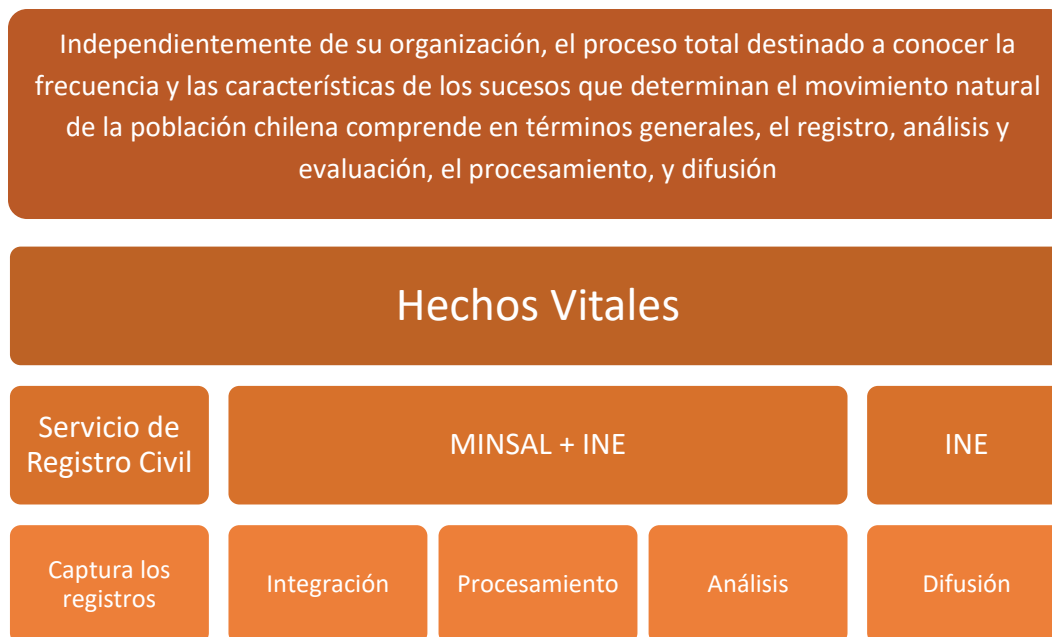 Independientemente de su organización, el proceso total destinado a conocer la
frecuencia y las características de los sucesos que determinan el movimiento natural
de la población chilena comprende en términos generales, el registro, análisis y
evaluación, el procesamiento, y difusión
Hechos Vitales
Servicio de
Registro Civil
MINSAL + INE
INE
Captura los
registros
Integración
Procesamiento
Análisis
Difusión